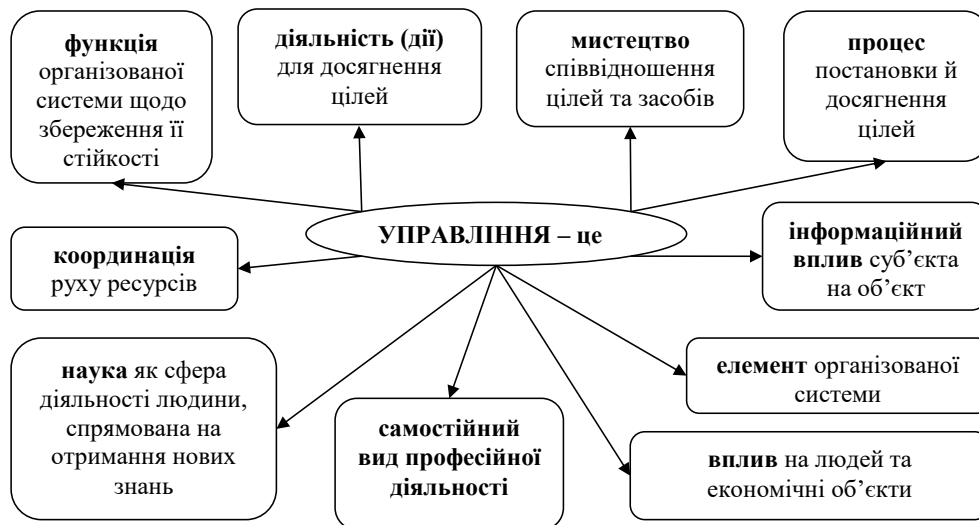 функція
організованої
системи щодо
збереження її
стійкості
діяльність (дії)
для досягнення
цілей
мистецтво
співвідношення
цілей та засобів
процес
постановки й
досягнення
цілей
УПРАВЛІННЯ – це
координація
руху ресурсів
інформаційний
вплив суб’єкта
на об’єкт
наука як сфера
діяльності людини,
спрямована на
отримання нових
знань
самостійний
вид професійної
діяльності
елемент організованої
системи
вплив на людей та
економічні об’єкти